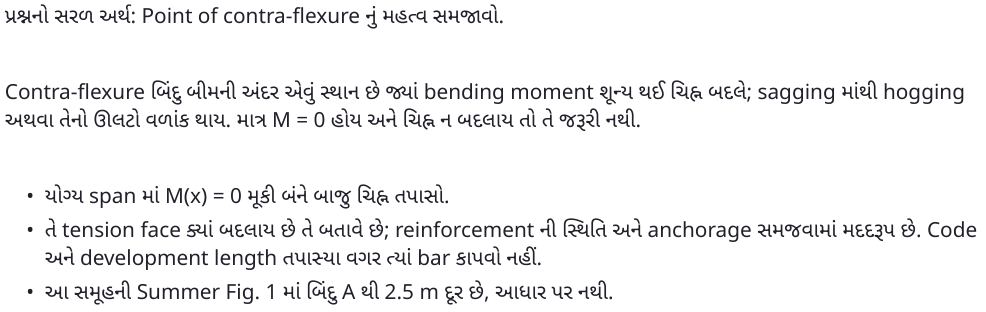 પ્રશ્નનો સરળ અર્થ: Point of contra-flexure નું મહત્વ સમજાવો.
Contra-flexure બિંદુ બીમની અંદર એવું સ્થાન છે જ્યાં bending moment શૂન્ય થઈ ચિહ્ન બદલે; sagging માંથી hogging
અથવા તેનો ઊલટો વળાંક થાય. માત્ર M = 0 હોય અને ચિહ્ન ન બદલાય તો તે જરૂરી નથી.
• યોગ્ય span માં M(x) = 0 મૂકી બંને બાજુ ચિહ્ન તપાસો.
• તે tension face ક્યાં બદલાય છે તે બતાવે છે; reinforcement ની સ્થિતિ અને anchorage સમજવામાં મદદરૂપ છે. Code
અને development length તપાસ્યા વગર ત્યાં bar કાપવો નહીં.
• આ સમૂહની Summer Fig. 1 માં બિંદુ A થી 2.5 m દૂર છે, આધાર પર નથી.